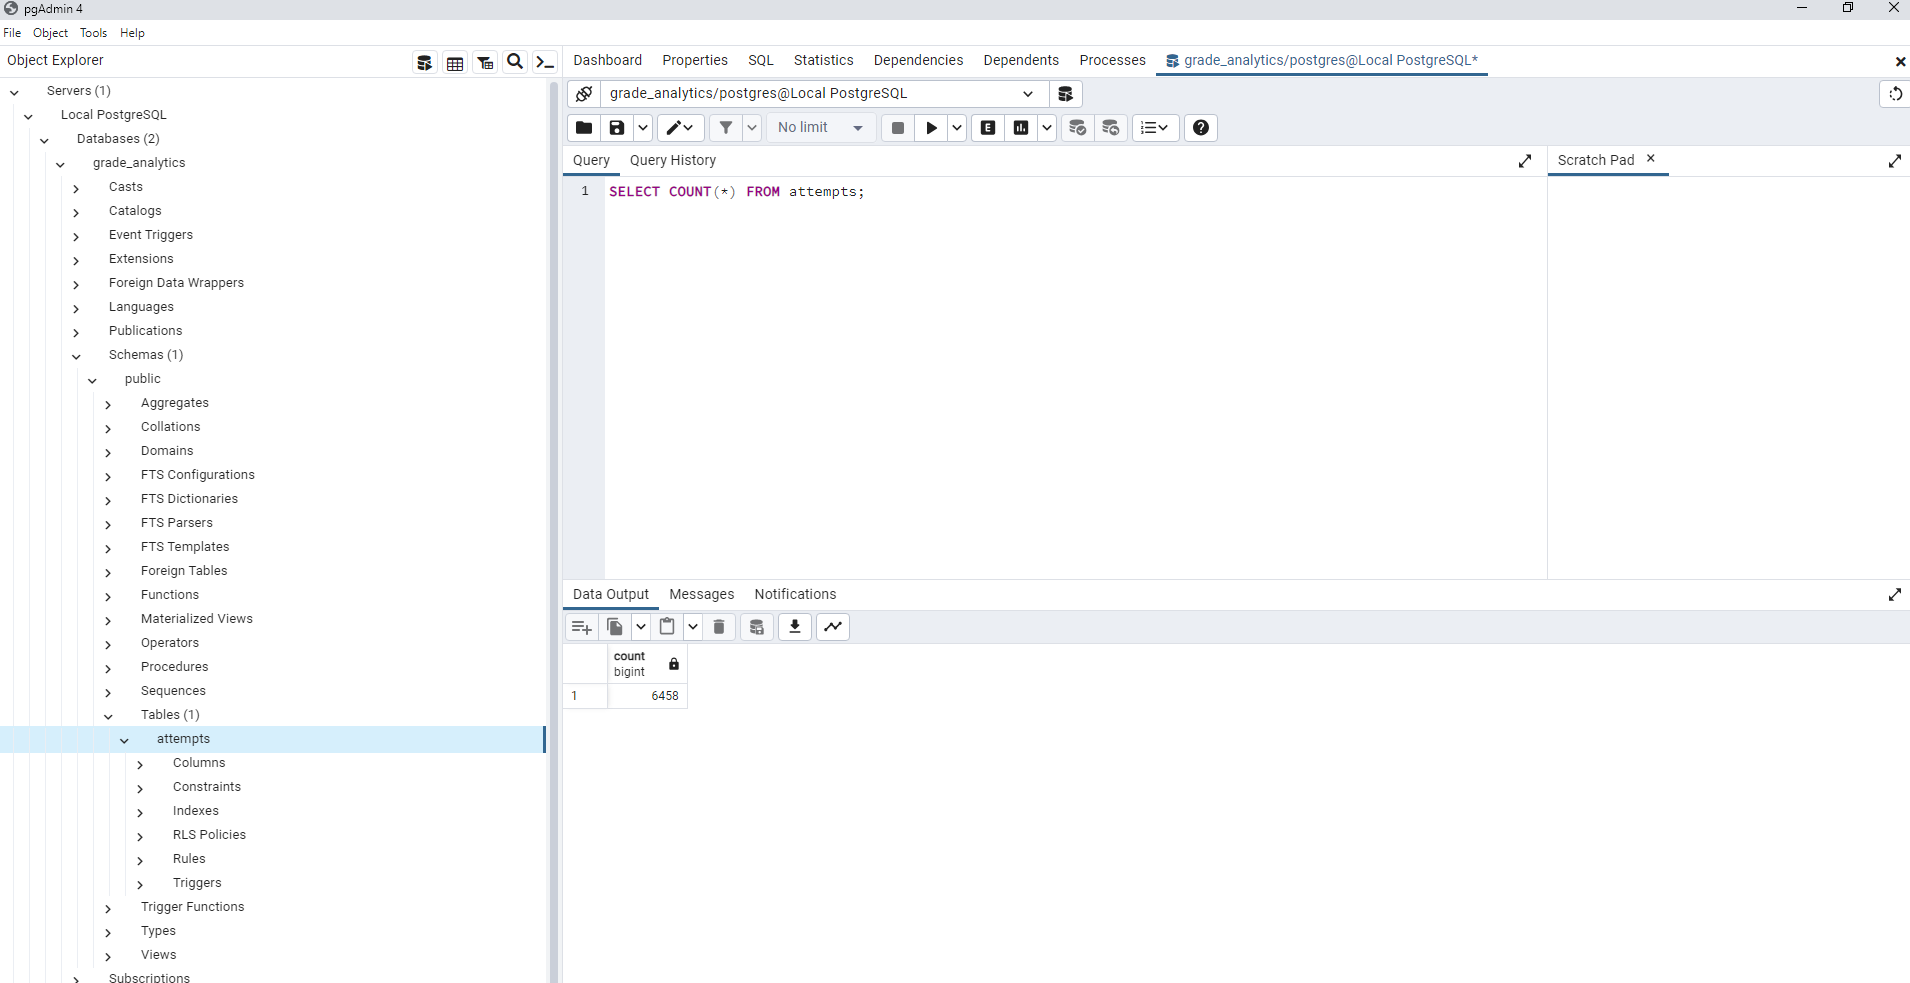 pgAdmin 4
File Object Tools Help
Object Explorer
Dashboard Properties SQL Statistics Dependencies Dependents Processes grade_analytics/postgres@Local PostgreSQL*
Servers (1)
Local PostgreSQL
Databases (2)
grade_analytics
Casts
Catalogs
Event Triggers
Extensions
Foreign Data Wrappers
Languages
Publications
Schemas (1)
public
Aggregates
Collations
Domains
FTS Configurations
FTS Dictionaries
FTS Parsers
FTS Templates
Foreign Tables
Functions
Materialized Views
Operators
Procedures
Sequences
Tables (1)
attempts
Columns
Constraints
Indexes
RLS Policies
Rules
Triggers
Trigger Functions
Types
Views
Subscriptions
grade_analytics/postgres@Local PostgreSQL
No limit
E
Query Query History
Scratch Pad
1 SELECT COUNT(*) FROM attempts;
Data Output Messages Notifications
count
bigint
1 6458